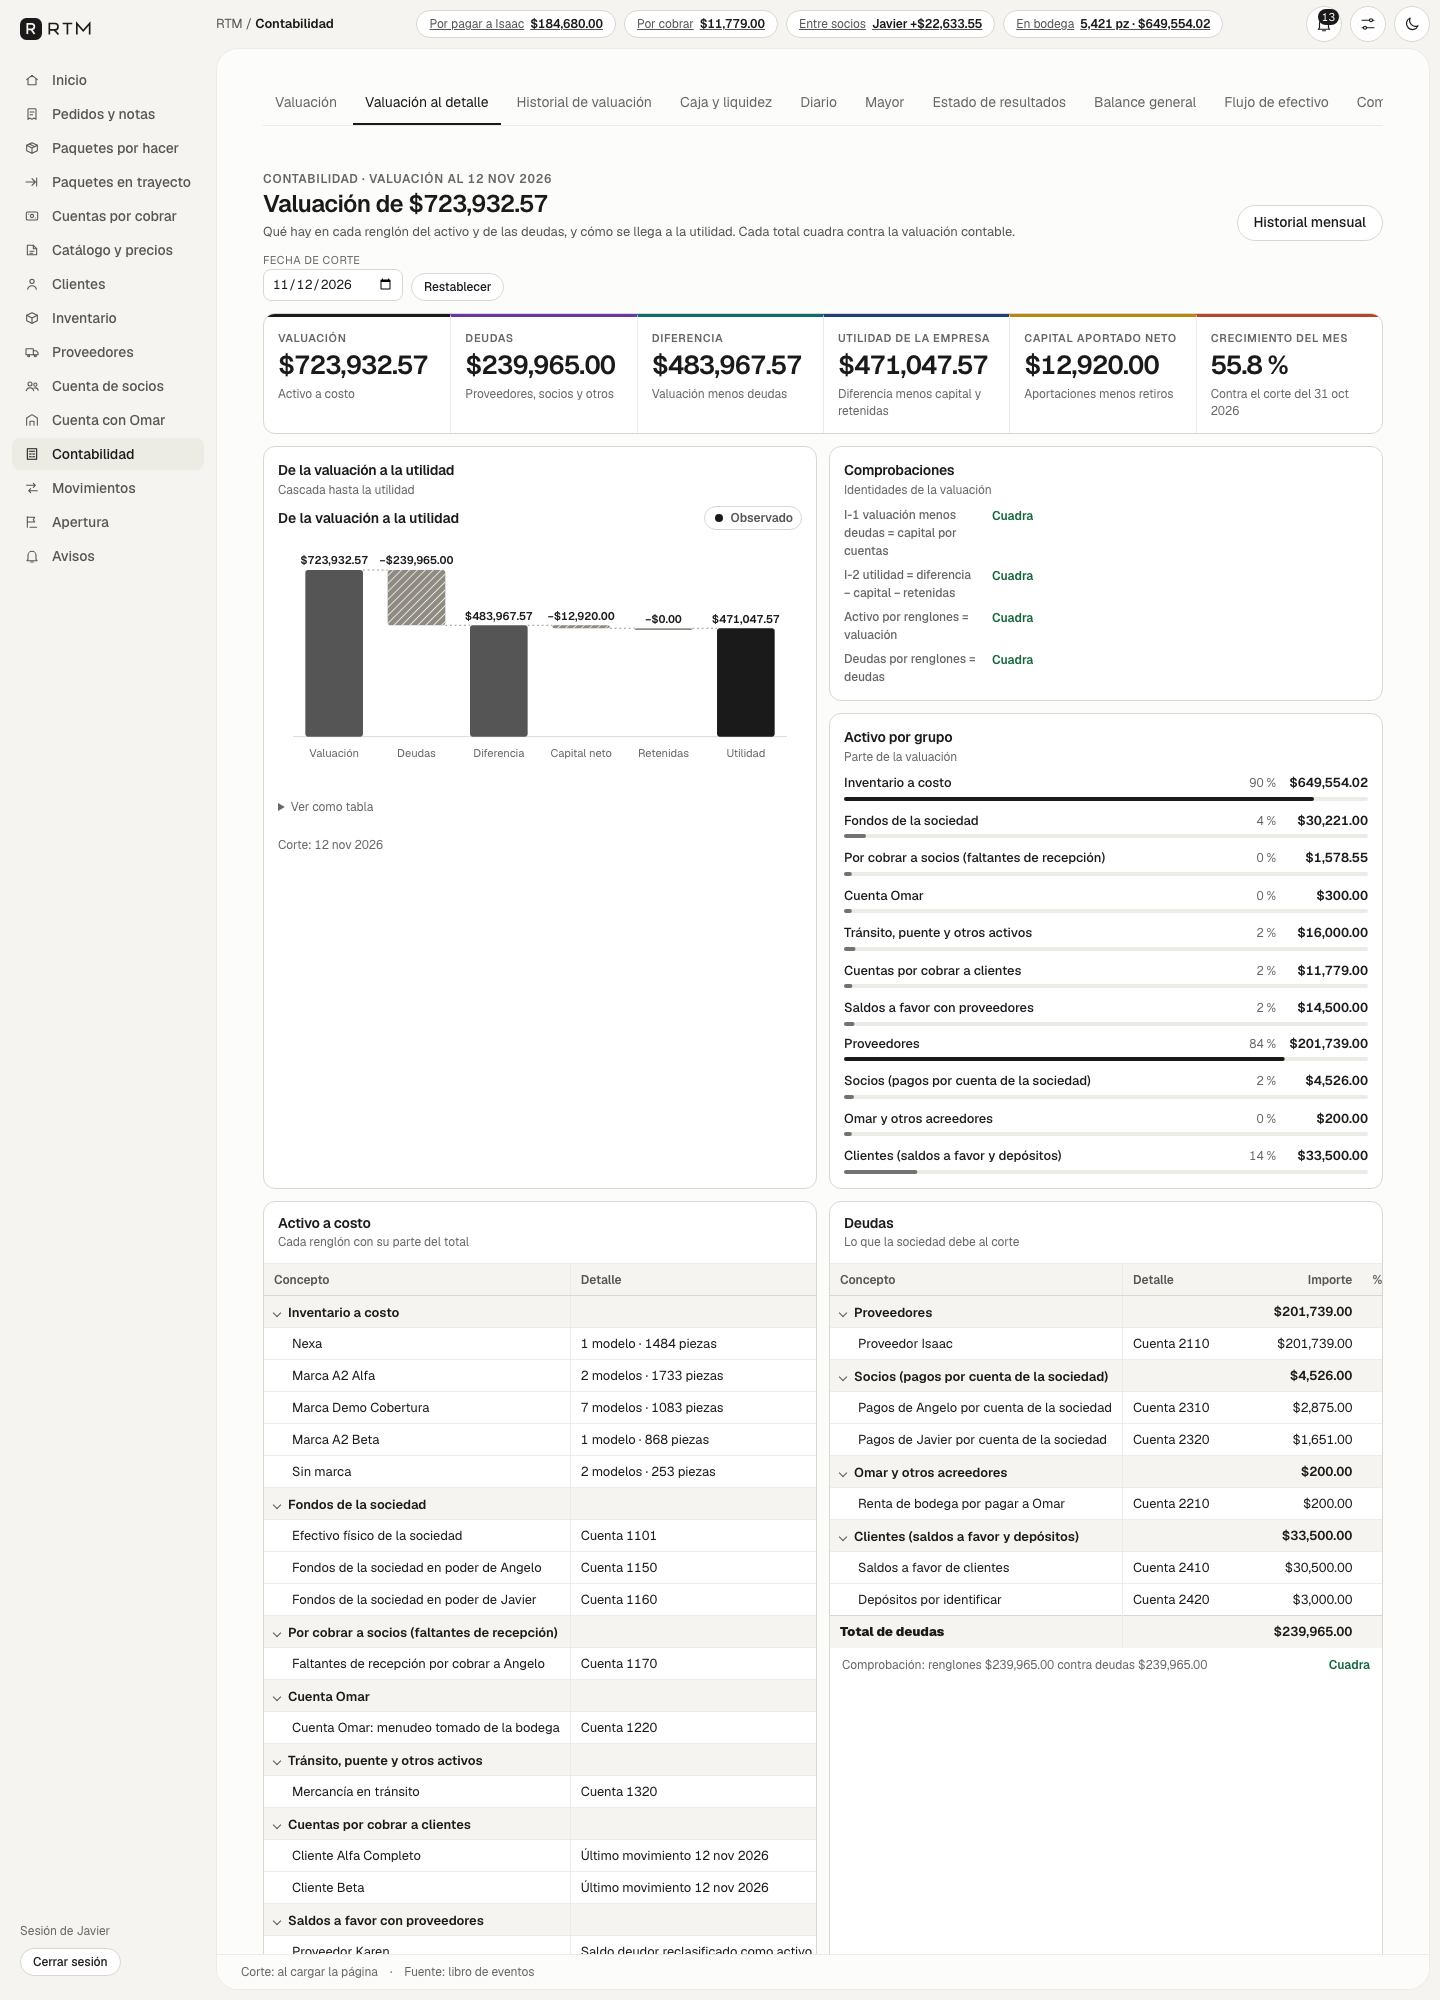 R RTM
RTM / Contabilidad
Por pagar a Isaac $184,680.00
Por cobrar $11,779.00
Entre socios Javier +$22,633.55
En bodega 5,421 pz · $649,554.02
13
Inicio
Pedidos y notas
Paquetes por hacer
Paquetes en trayecto
Cuentas por cobrar
Catálogo y precios
Clientes
Inventario
Proveedores
Cuenta de socios
Cuenta con Omar
Contabilidad
Movimientos
Apertura
Avisos
Sesión de Javier
Cerrar sesión
Valuación Valuación al detalle Historial de valuación Caja y liquidez Diario Mayor Estado de resultados Balance general Flujo de efectivo Com
CONTABILIDAD · VALUACIÓN AL 12 NOV 2026
Valuación de $723,932.57
Qué hay en cada renglón del activo y de las deudas, y cómo se llega a la utilidad. Cada total cuadra contra la valuación contable.
Historial mensual
FECHA DE CORTE
11/12/2026
Restablecer
VALUACIÓN
$723,932.57
Activo a costo
DEUDAS
$239,965.00
Proveedores, socios y otros
DIFERENCIA
$483,967.57
Valuación menos deudas
UTILIDAD DE LA EMPRESA
$471,047.57
Diferencia menos capital y
retenidas
CAPITAL APORTADO NETO
$12,920.00
Aportaciones menos retiros
CRECIMIENTO DEL MES
55.8 %
Contra el corte del 31 oct
2026
De la valuación a la utilidad
Cascada hasta la utilidad
De la valuación a la utilidad
Observado
$723,932.57 −$239,965.00
$483,967.57 −$12,920.00 −$0.00 $471,047.57
Valuación Deudas Diferencia Capital neto Retenidas Utilidad
Ver como tabla
Corte: 12 nov 2026
Comprobaciones
Identidades de la valuación
I-1 valuación menos
deudas = capital por
cuentas
Cuadra
I-2 utilidad = diferencia
− capital − retenidas
Cuadra
Activo por renglones =
valuación
Cuadra
Deudas por renglones =
deudas
Cuadra
Activo por grupo
Parte de la valuación
Inventario a costo 90 % $649,554.02
Fondos de la sociedad 4 % $30,221.00
Por cobrar a socios (faltantes de recepción) 0 % $1,578.55
Cuenta Omar 0 % $300.00
Tránsito, puente y otros activos 2 % $16,000.00
Cuentas por cobrar a clientes 2 % $11,779.00
Saldos a favor con proveedores 2 % $14,500.00
Proveedores 84 % $201,739.00
Socios (pagos por cuenta de la sociedad) 2 % $4,526.00
Omar y otros acreedores 0 % $200.00
Clientes (saldos a favor y depósitos) 14 % $33,500.00
Activo a costo
Cada renglón con su parte del total
Concepto Detalle
Inventario a costo
Nexa 1 modelo · 1484 piezas
Marca A2 Alfa 2 modelos · 1733 piezas
Marca Demo Cobertura 7 modelos · 1083 piezas
Marca A2 Beta 1 modelo · 868 piezas
Sin marca 2 modelos · 253 piezas
Fondos de la sociedad
Efectivo físico de la sociedad Cuenta 1101
Fondos de la sociedad en poder de Angelo Cuenta 1150
Fondos de la sociedad en poder de Javier Cuenta 1160
Por cobrar a socios (faltantes de recepción)
Faltantes de recepción por cobrar a Angelo Cuenta 1170
Cuenta Omar
Cuenta Omar: menudeo tomado de la bodega Cuenta 1220
Tránsito, puente y otros activos
Mercancía en tránsito Cuenta 1320
Cuentas por cobrar a clientes
Cliente Alfa Completo Último movimiento 12 nov 2026
Cliente Beta Último movimiento 12 nov 2026
Saldos a favor con proveedores
Proveedor Karen Saldo deudor reclasificado como activo
Deudas
Lo que la sociedad debe al corte
Concepto Detalle Importe %
Proveedores $201,739.00
Proveedor Isaac Cuenta 2110 $201,739.00
Socios (pagos por cuenta de la sociedad) $4,526.00
Pagos de Angelo por cuenta de la sociedad Cuenta 2310 $2,875.00
Pagos de Javier por cuenta de la sociedad Cuenta 2320 $1,651.00
Omar y otros acreedores $200.00
Renta de bodega por pagar a Omar Cuenta 2210 $200.00
Clientes (saldos a favor y depósitos) $33,500.00
Saldos a favor de clientes Cuenta 2410 $30,500.00
Depósitos por identificar Cuenta 2420 $3,000.00
Total de deudas $239,965.00
Comprobación: renglones $239,965.00 contra deudas $239,965.00 Cuadra
Corte: al cargar la página · Fuente: libro de eventos